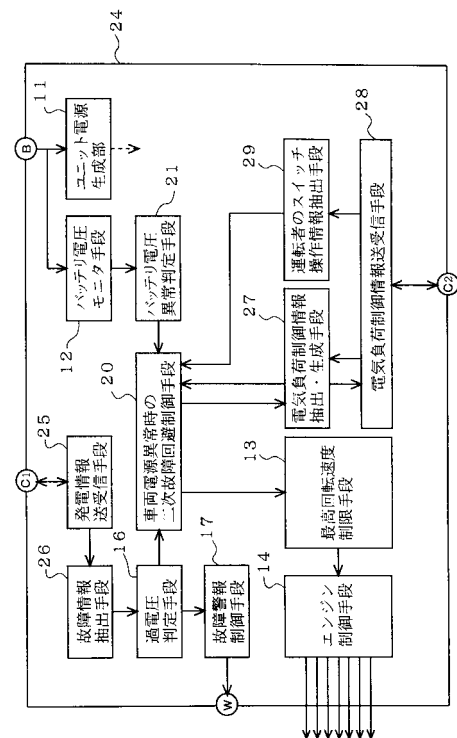 24
B
11
ユニット電源
生成部
12
バッテリ電圧
モニタ手段
21
バッテリ電圧
異常判定手段
29
運転者のスイッチ
操作情報抽出手段
28
電気負荷制御情報送受信手段
C2
27
電気負荷制御情報
抽出・生成手段
20
車両電源異常時の
二次故障回避制御手段
C1
25
発電情報
送受信手段
26
故障情報
抽出手段
16
過電圧
判定手段
17
故障警報
制御手段
W
13
最高回転速度
制限手段
14
エンジン
制御手段